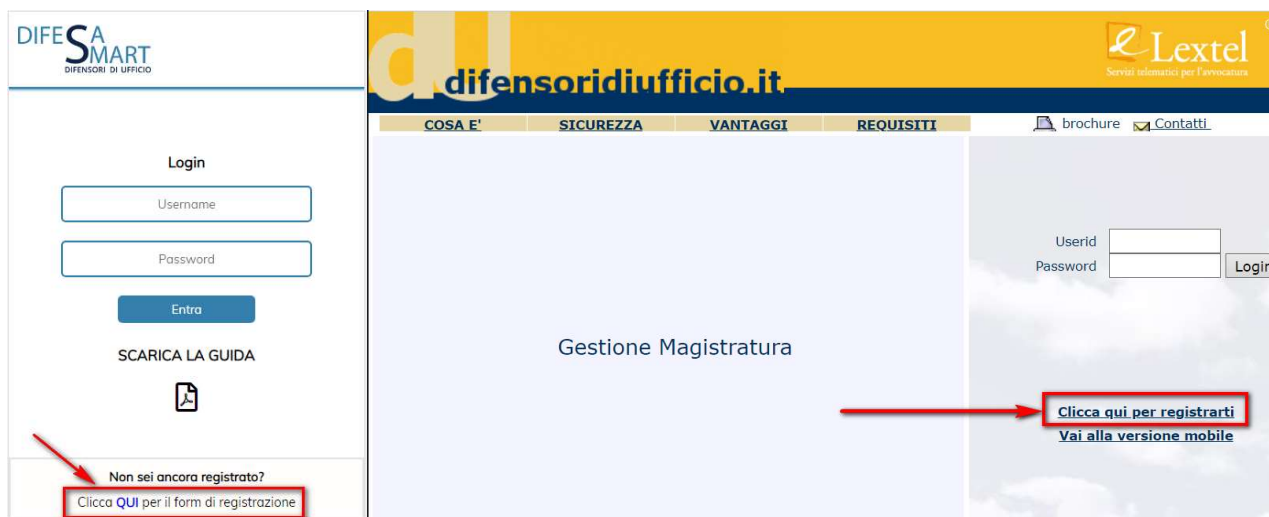 DIFESA
SMART
DIFENSORI DI UFFICIO
Login
Username
Password
Entra
SCARICA LA GUIDA
Non sei ancora registrato?
Clicca QUI per il form di registrazione
du
difensoridiufficio.it
Lextel
Servizi telematici per l'avvocatura
COSA E' SICUREZZA VANTAGGI REQUISITI brochure Contatti
Userid
Password Login
Gestione Magistratura
Clicca qui per registrarti
Vai alla versione mobile